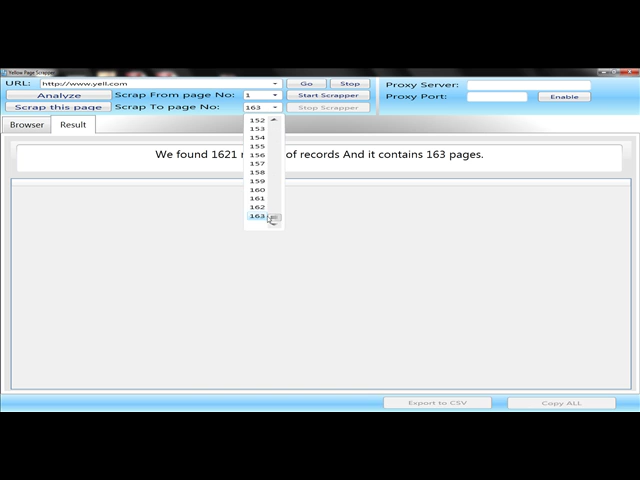 Yellow Page Scrapper
URL: http://www.yell.com Go Stop Proxy Server:
Analyze Scrap From page No: 1 Start Scrapper Proxy Port: Enable
Scrap this page Scrap To page No: 163 Stop Scrapper
152
153
154
155
156
157
158
159
160
161
162
163
Browser Result
We found 1621 of records And it contains 163 pages.
Export to CSV Copy ALL